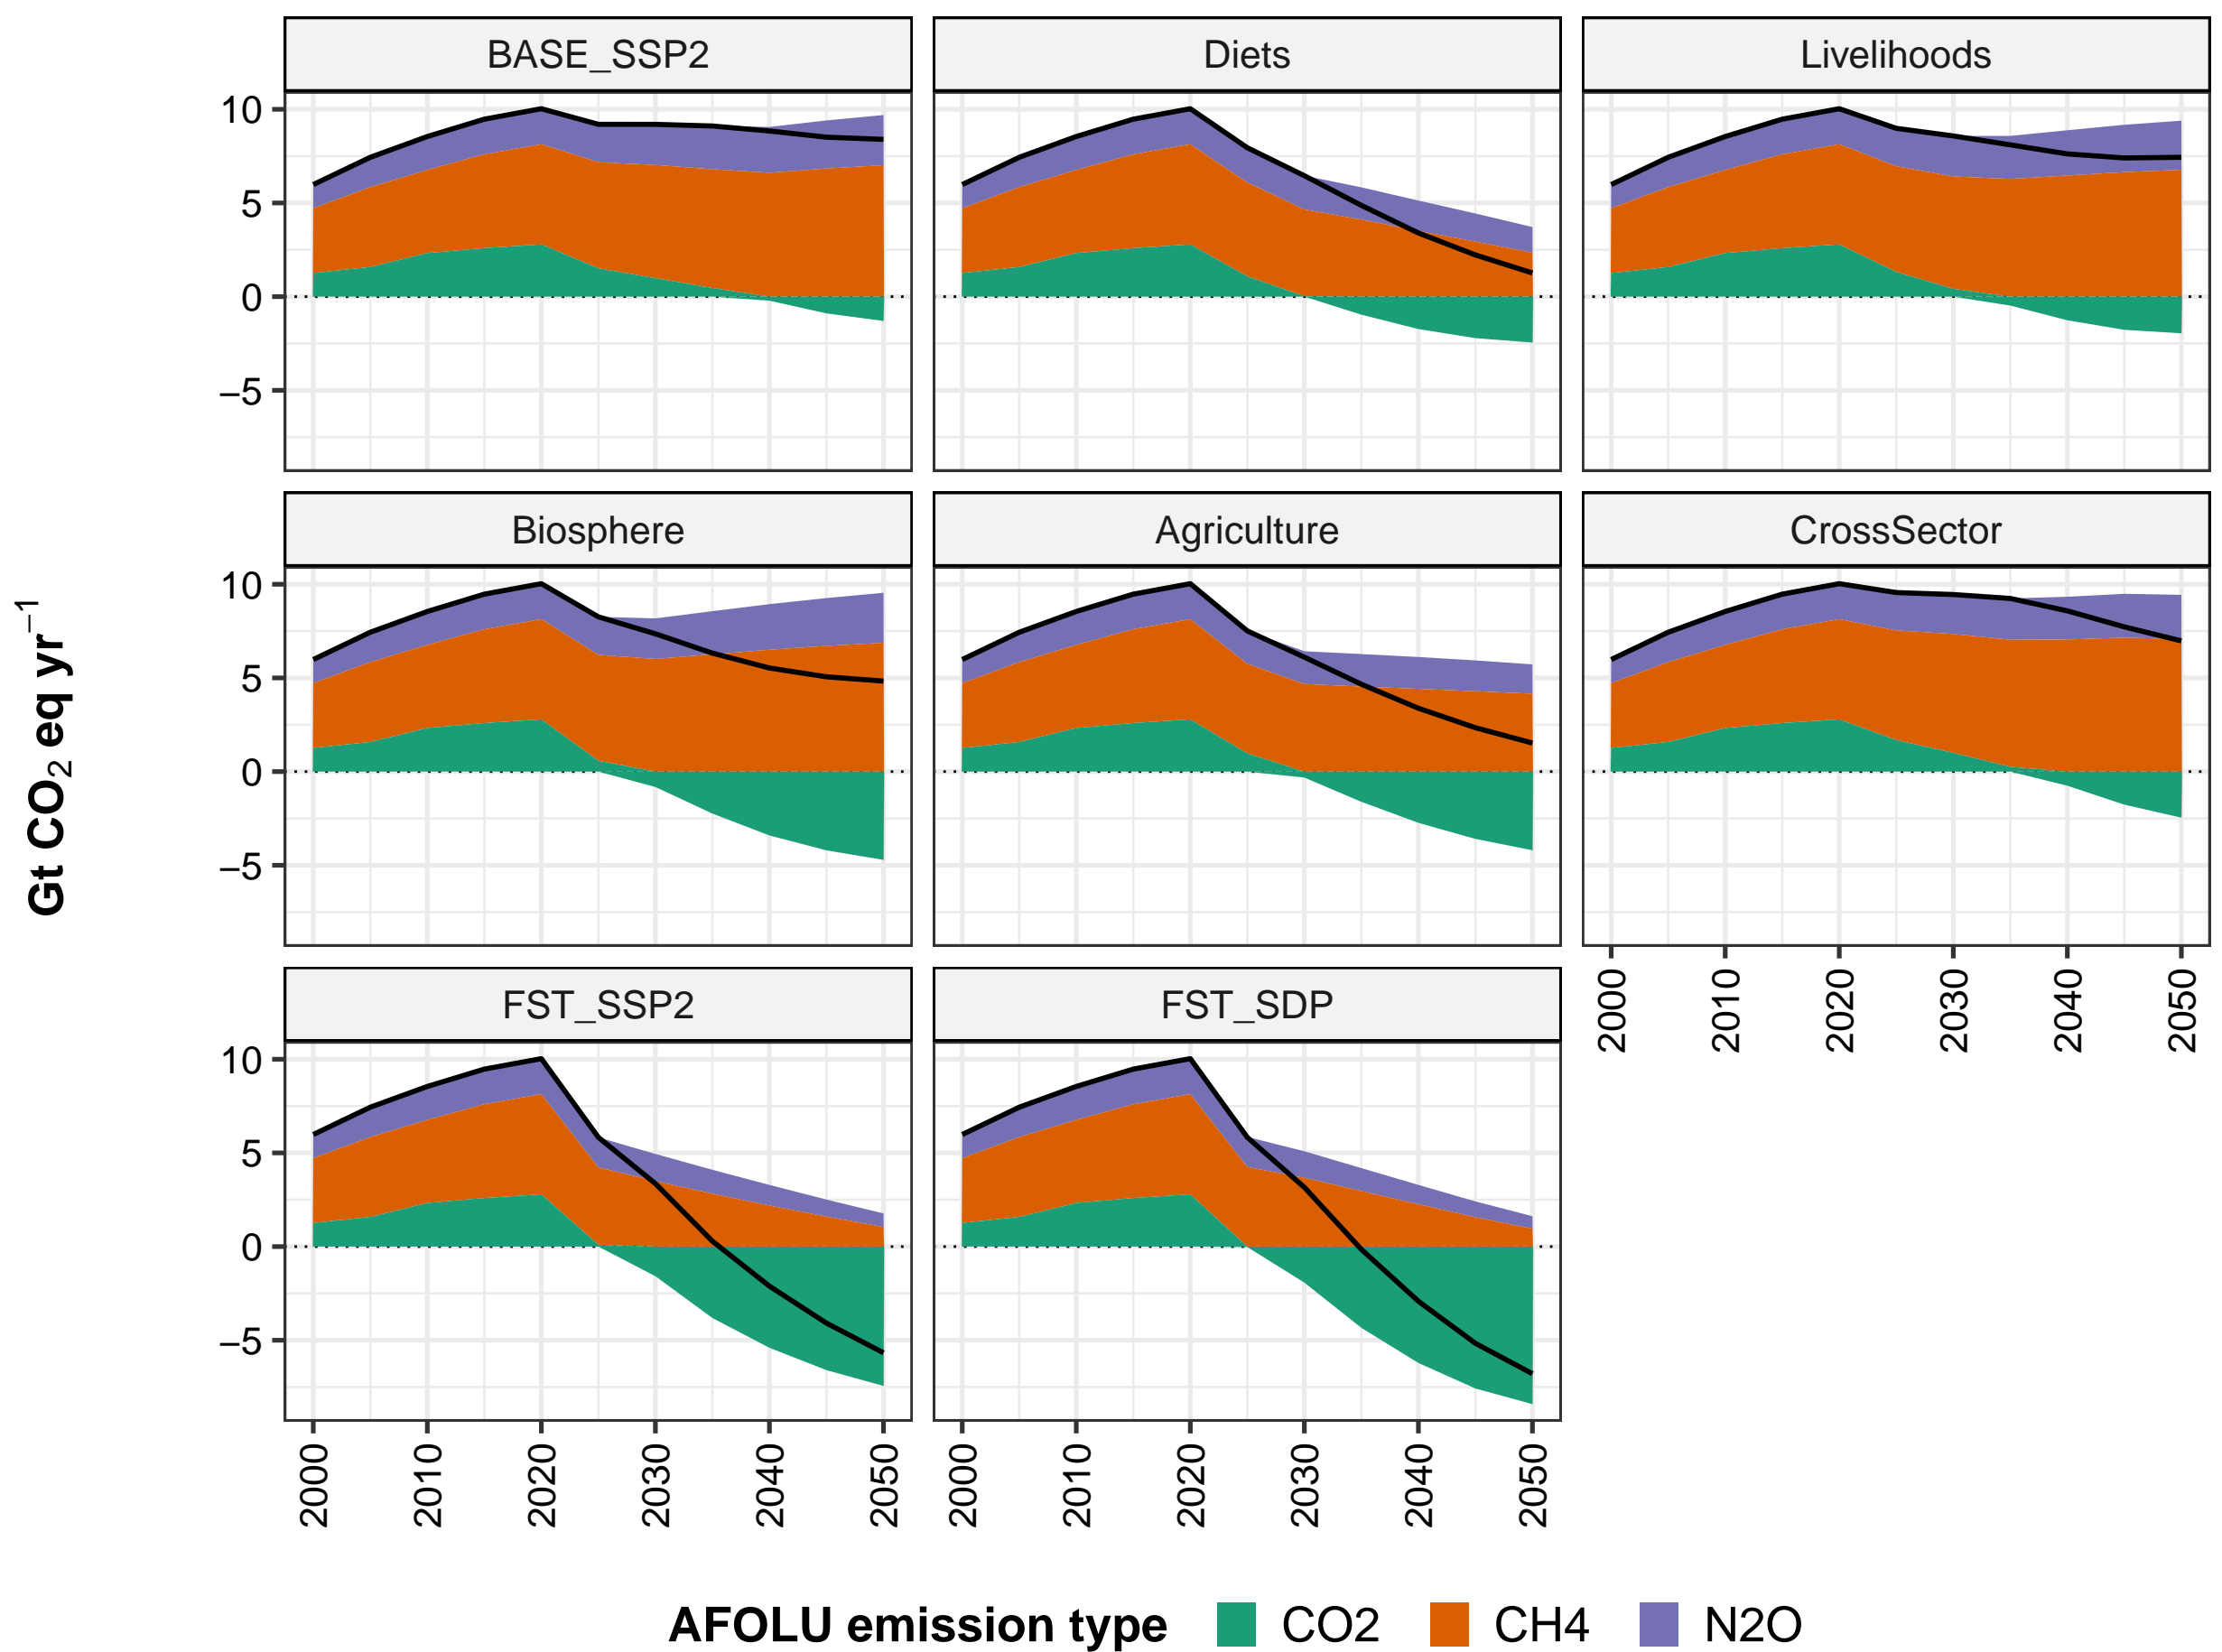 BASE_SSP2 Diets Livelihoods
10
5
0
−5
Biosphere Agriculture CrossSector
10
5
0
−5
Gt CO₂ eq yr⁻¹
2000 2010 2020 2030 2040 2050
FST_SSP2 FST_SDP
10
5
0
−5
2000 2010 2020 2030 2040 2050 2000 2010 2020 2030 2040 2050
AFOLU emission type CO2 CH4 N2O